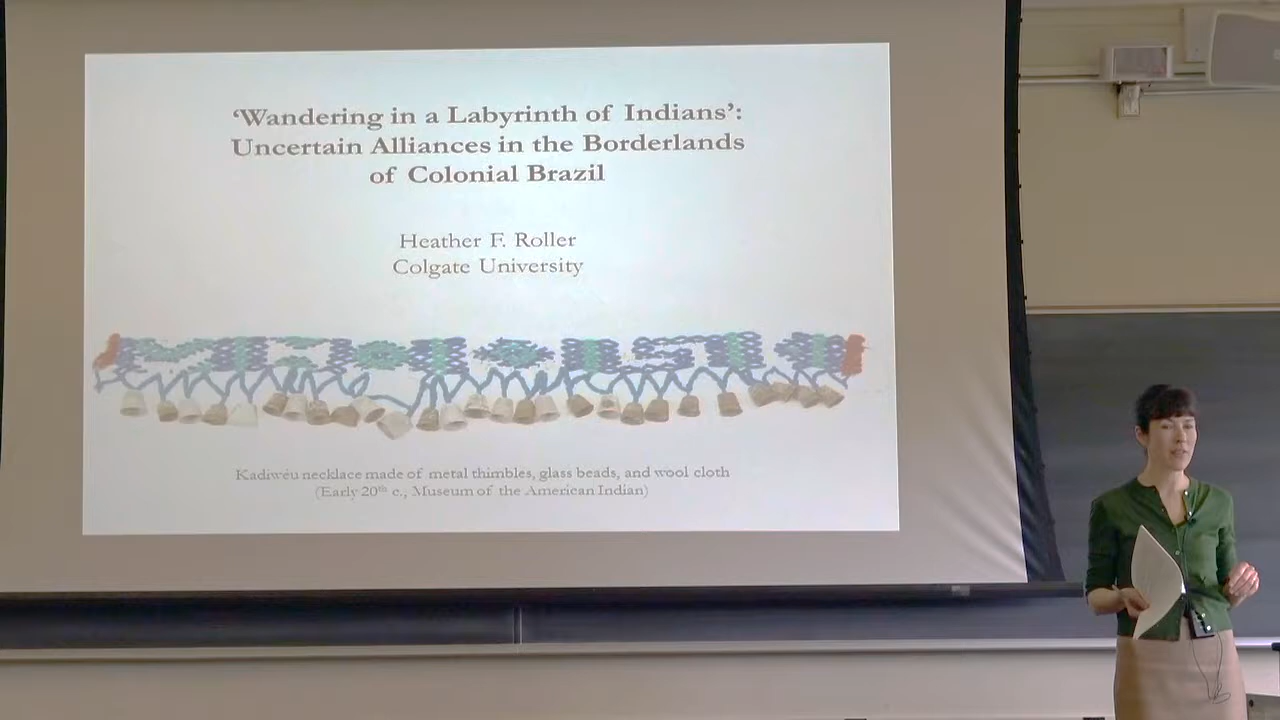 ‘Wandering in a Labyrinth of Indians’:
Uncertain Alliances in the Borderlands
of Colonial Brazil
Heather F. Roller
Colgate University
Kadiwéu necklace made of metal thimbles, glass beads, and wool cloth
(Early 20th c., Museum of the American Indian)